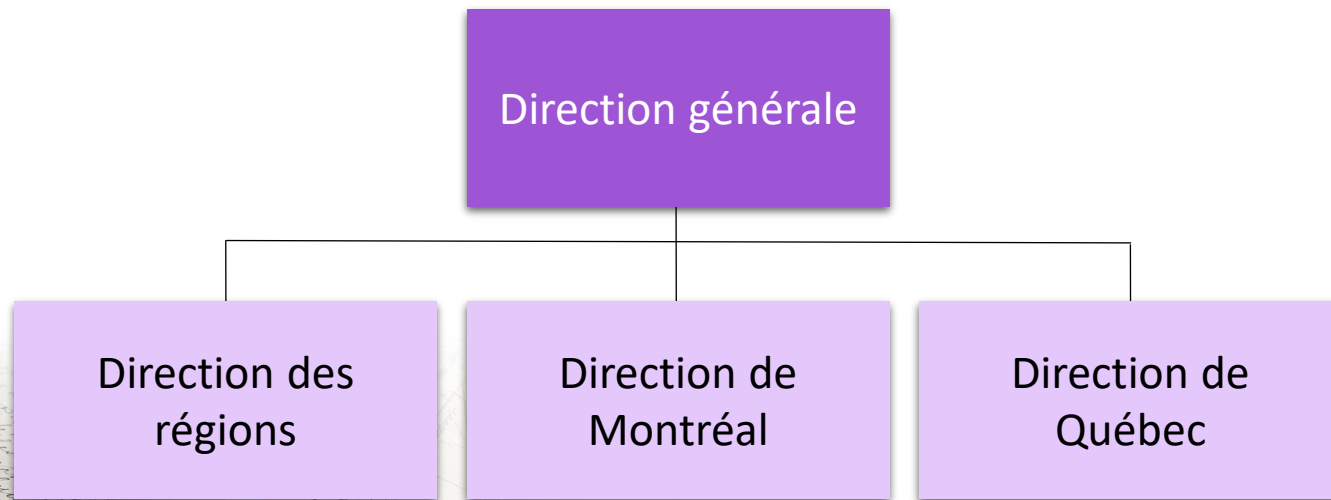 Direction générale
Direction des
régions
Direction de
Montréal
Direction de
Québec